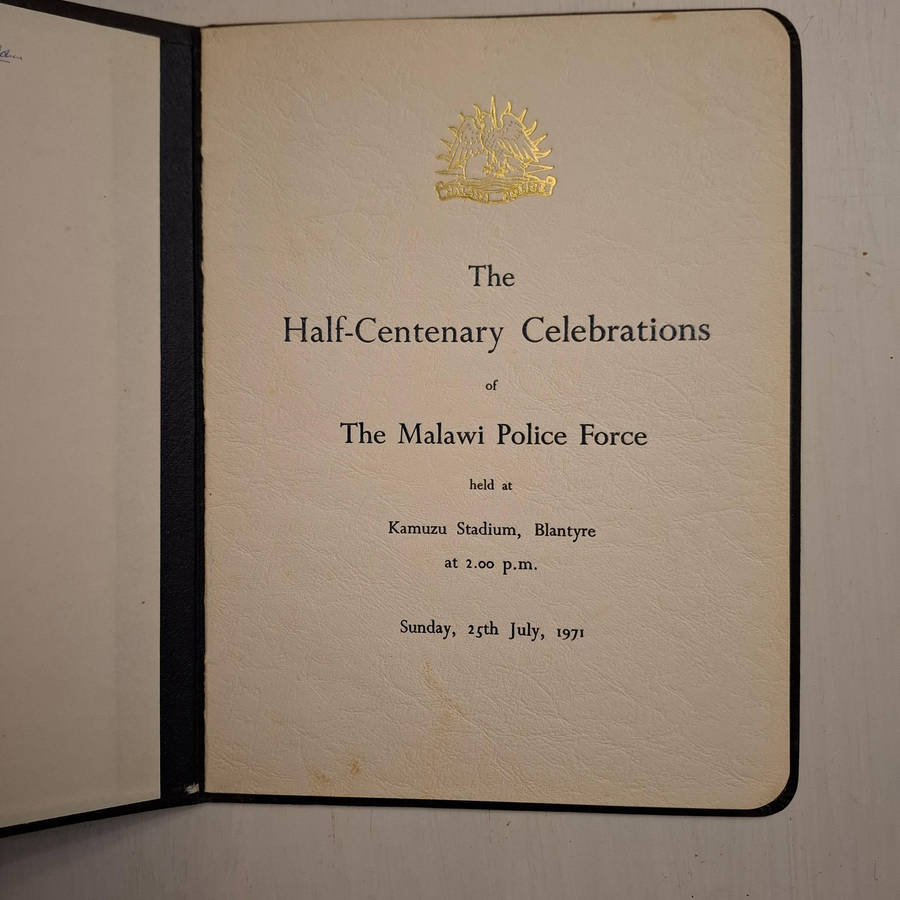 MALAWI POLICE
The
Half-Centenary Celebrations
of
The Malawi Police Force
held at
Kamuzu Stadium, Blantyre
at 2.00 p.m.
Sunday, 25th July, 1971